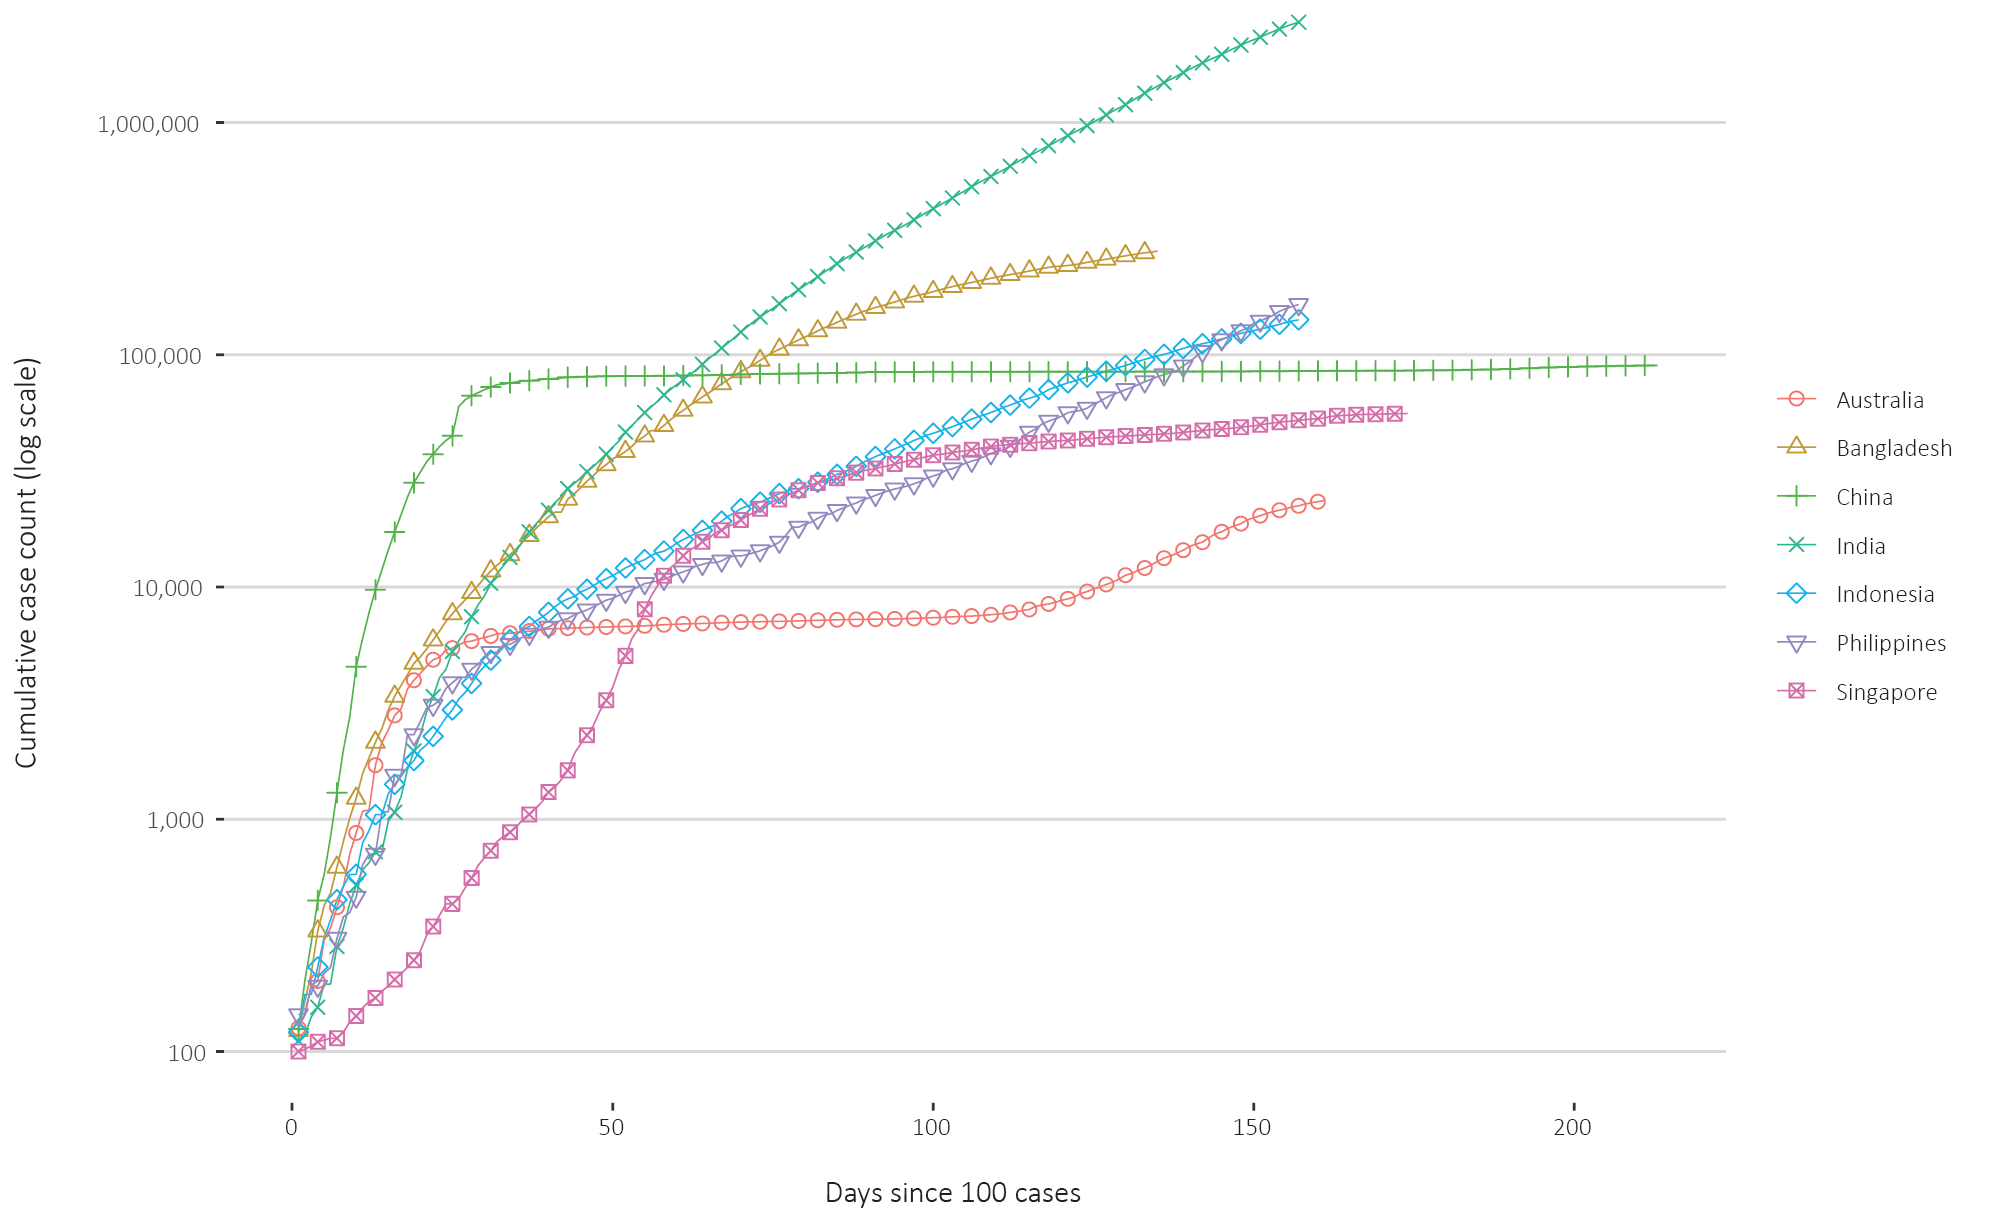 1,000,000
100,000
10,000
1,000
100
Cumulative case count (log scale)
0 50 100 150 200
Days since 100 cases
Australia
Bangladesh
China
India
Indonesia
Philippines
Singapore